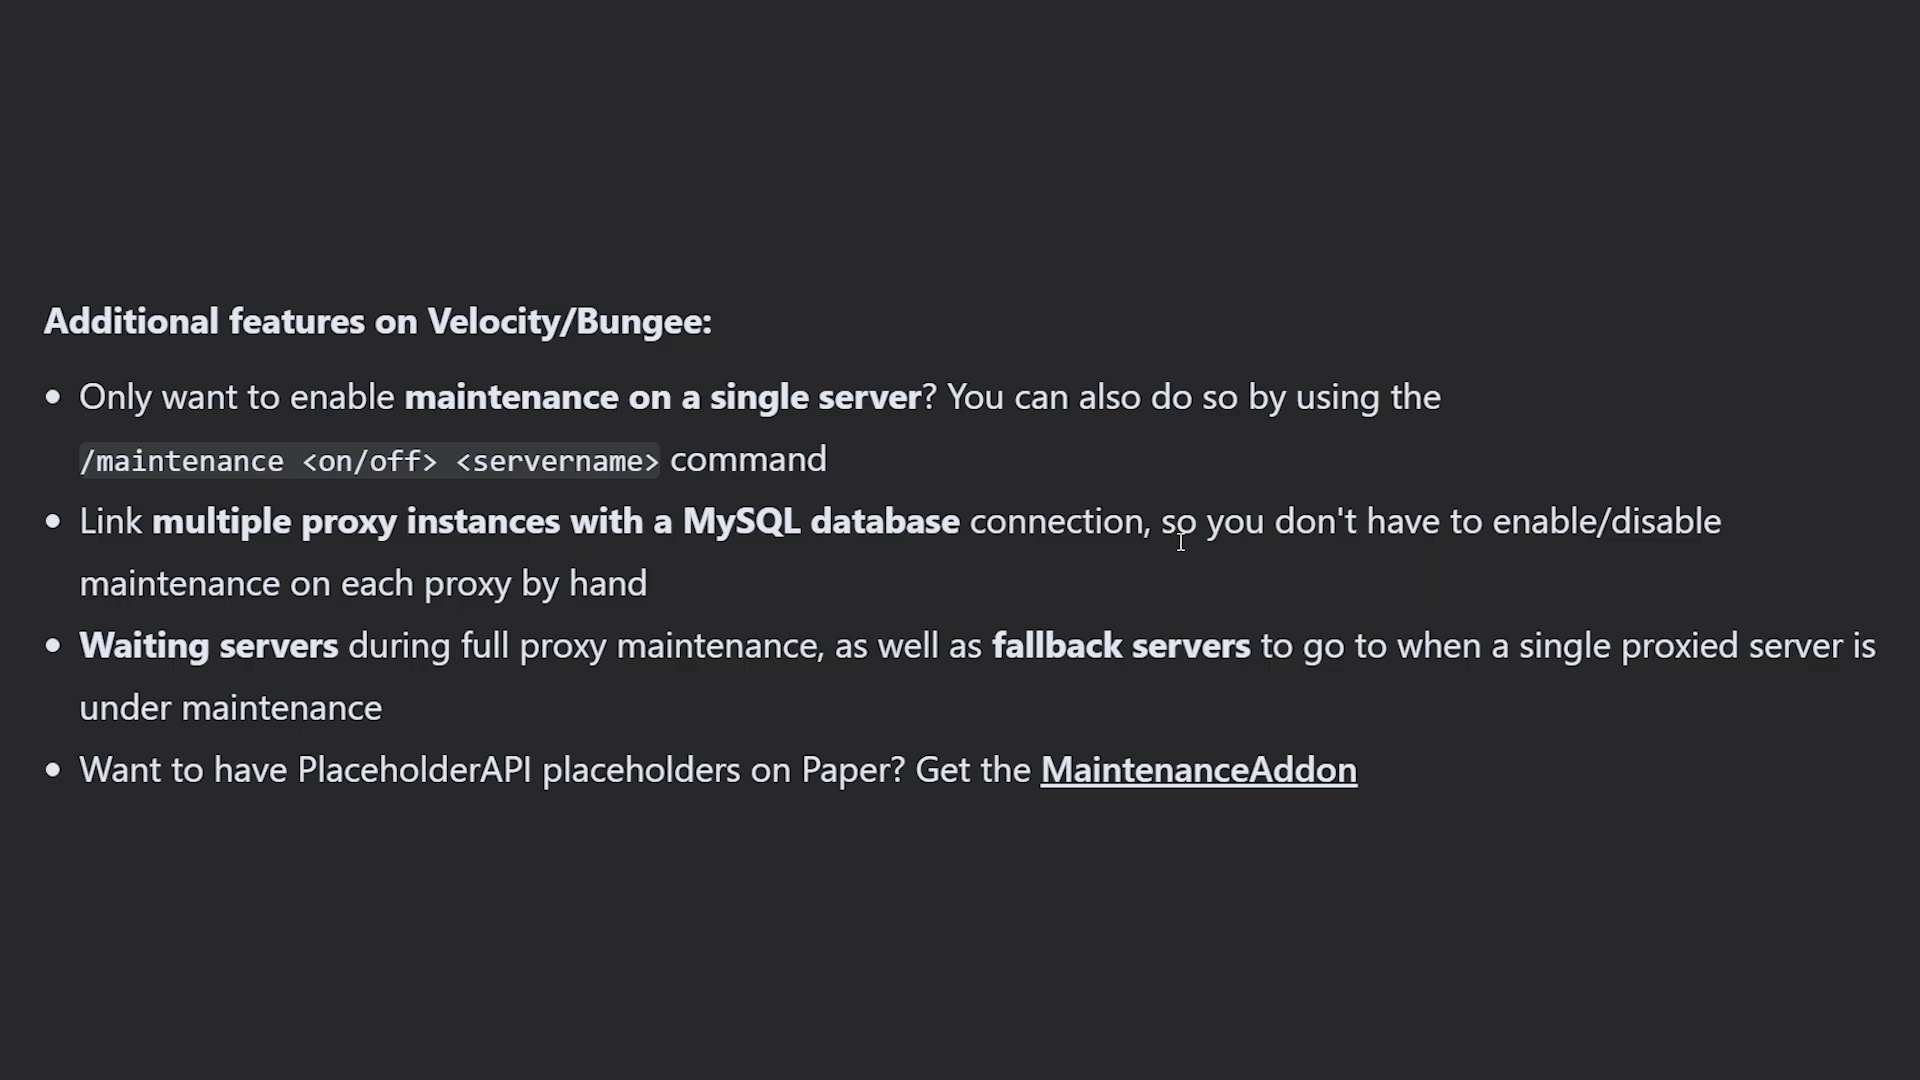 Additional features on Velocity/Bungee:
• Only want to enable maintenance on a single server? You can also do so by using the
/maintenance <on/off> <servername> command
• Link multiple proxy instances with a MySQL database connection, so you don't have to enable/disable
maintenance on each proxy by hand
• Waiting servers during full proxy maintenance, as well as fallback servers to go to when a single proxied server is
under maintenance
• Want to have PlaceholderAPI placeholders on Paper? Get the MaintenanceAddon